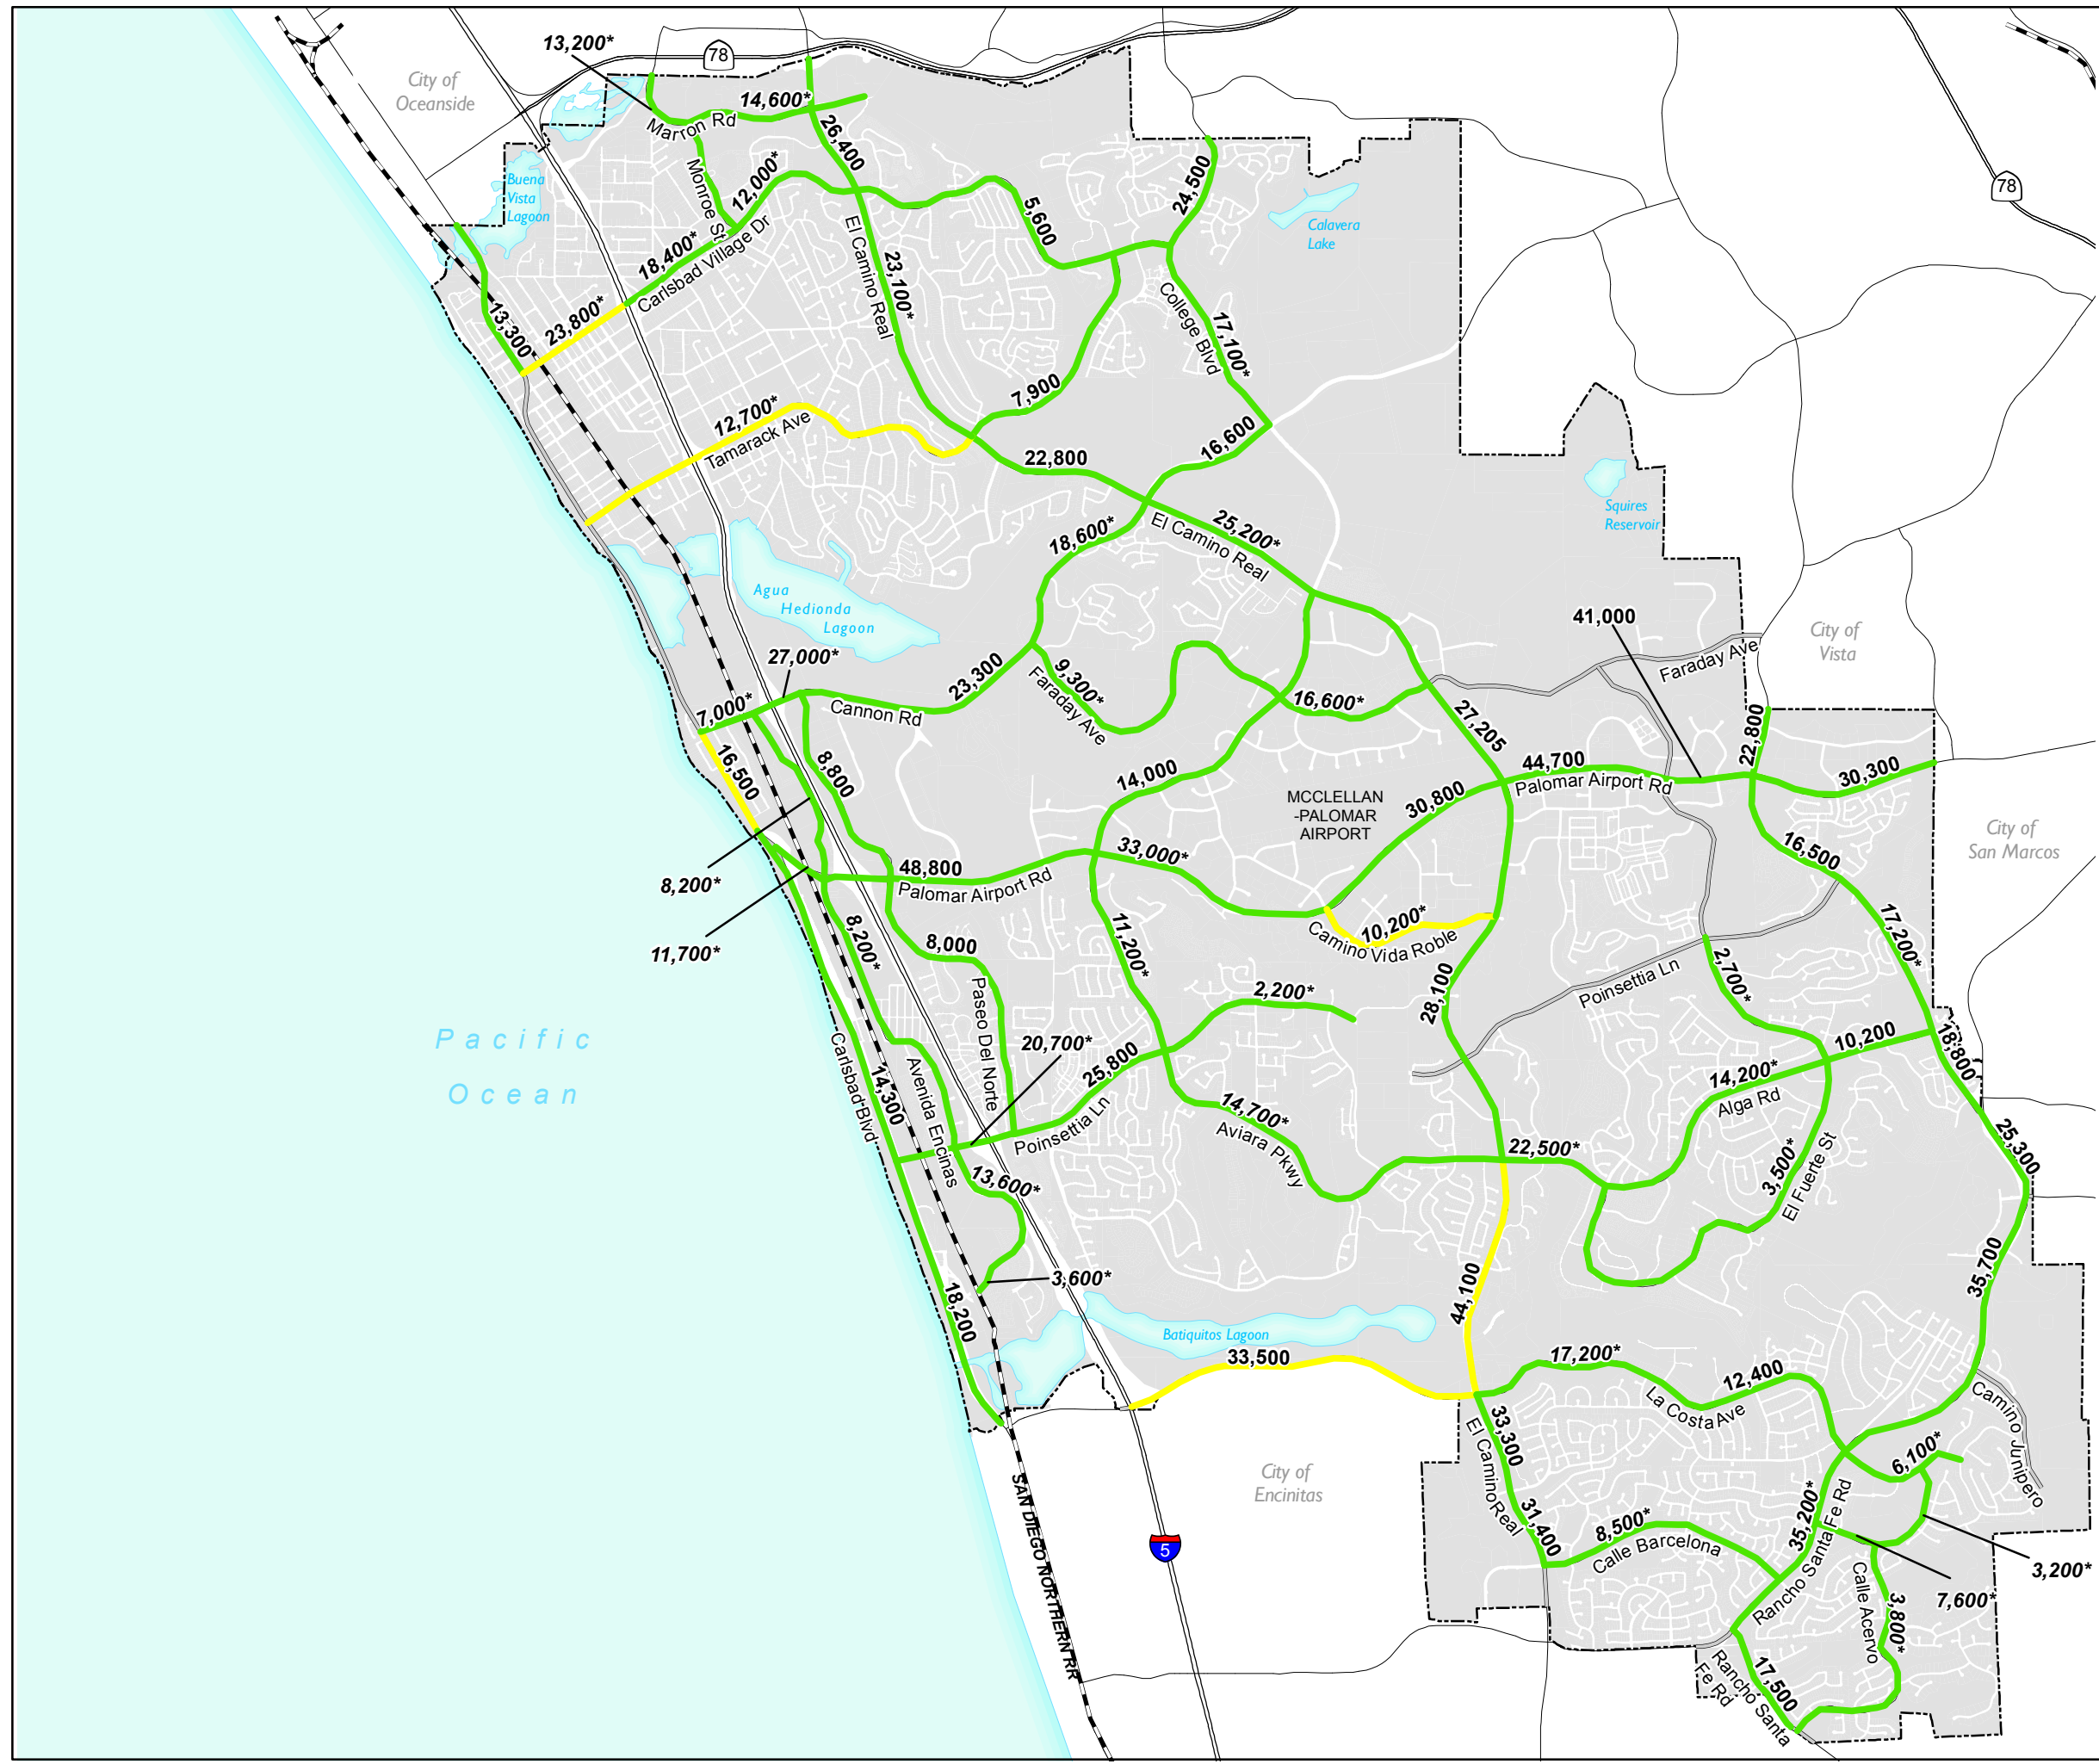 13,200*
78
City of
Oceanside
14,600*
Marron Rd
26,400
Buena
Vista
Lagoon
Monroe St
12,000*
24,500
78
5,600
Calavera
Lake
18,400*
Carlsbad Village Dr
El Camino Real
23,100*
13,300
23,800*
College Blvd
17,100*
7,900
12,700*
Tamarack Ave
22,800
16,600
18,600*
25,200*
El Camino Real
Squires
Reservoir
Agua
Hedionda
Lagoon
41,000
City of
Vista
27,000*
23,300
9,300*
Faraday Ave
Faraday Ave
7,000*
Cannon Rd
16,600*
27,205
22,800
16,500
8,800
14,000
44,700
Palomar Airport Rd
30,300
MCCLELLAN
-PALOMAR
AIRPORT
30,800
City of
San Marcos
16,500
8,200*
48,800
Palomar Airport Rd
33,000*
11,700*
8,200*
8,000
11,200*
10,200*
Camino Vida Roble
17,200*
Poinsettia Ln
2,700*
28,100
2,200*
Paseo Del Norte
Pacific
Ocean
20,700*
25,800
10,200
18,800
Carlsbad Blvd
14,300
Avenida Encinas
Poinsettia Ln
14,200*
Alga Rd
14,700*
Aviara Pkwy
22,500*
25,300
3,500*
El Fuerte St
13,600*
3,600*
18,200
44,100
35,700
Batiquitos Lagoon
33,500
17,200*
12,400
La Costa Ave
Camino Junipero
33,300
El Camino Real
6,100*
City of
Encinitas
SAN DIEGO NORTHERN RR
5
31,400
8,500*
Calle Barcelona
35,200*
Rancho Santa Fe Rd
3,200*
7,600*
Calle Acervo
3,800*
17,500
Rancho Santa
Fe Rd